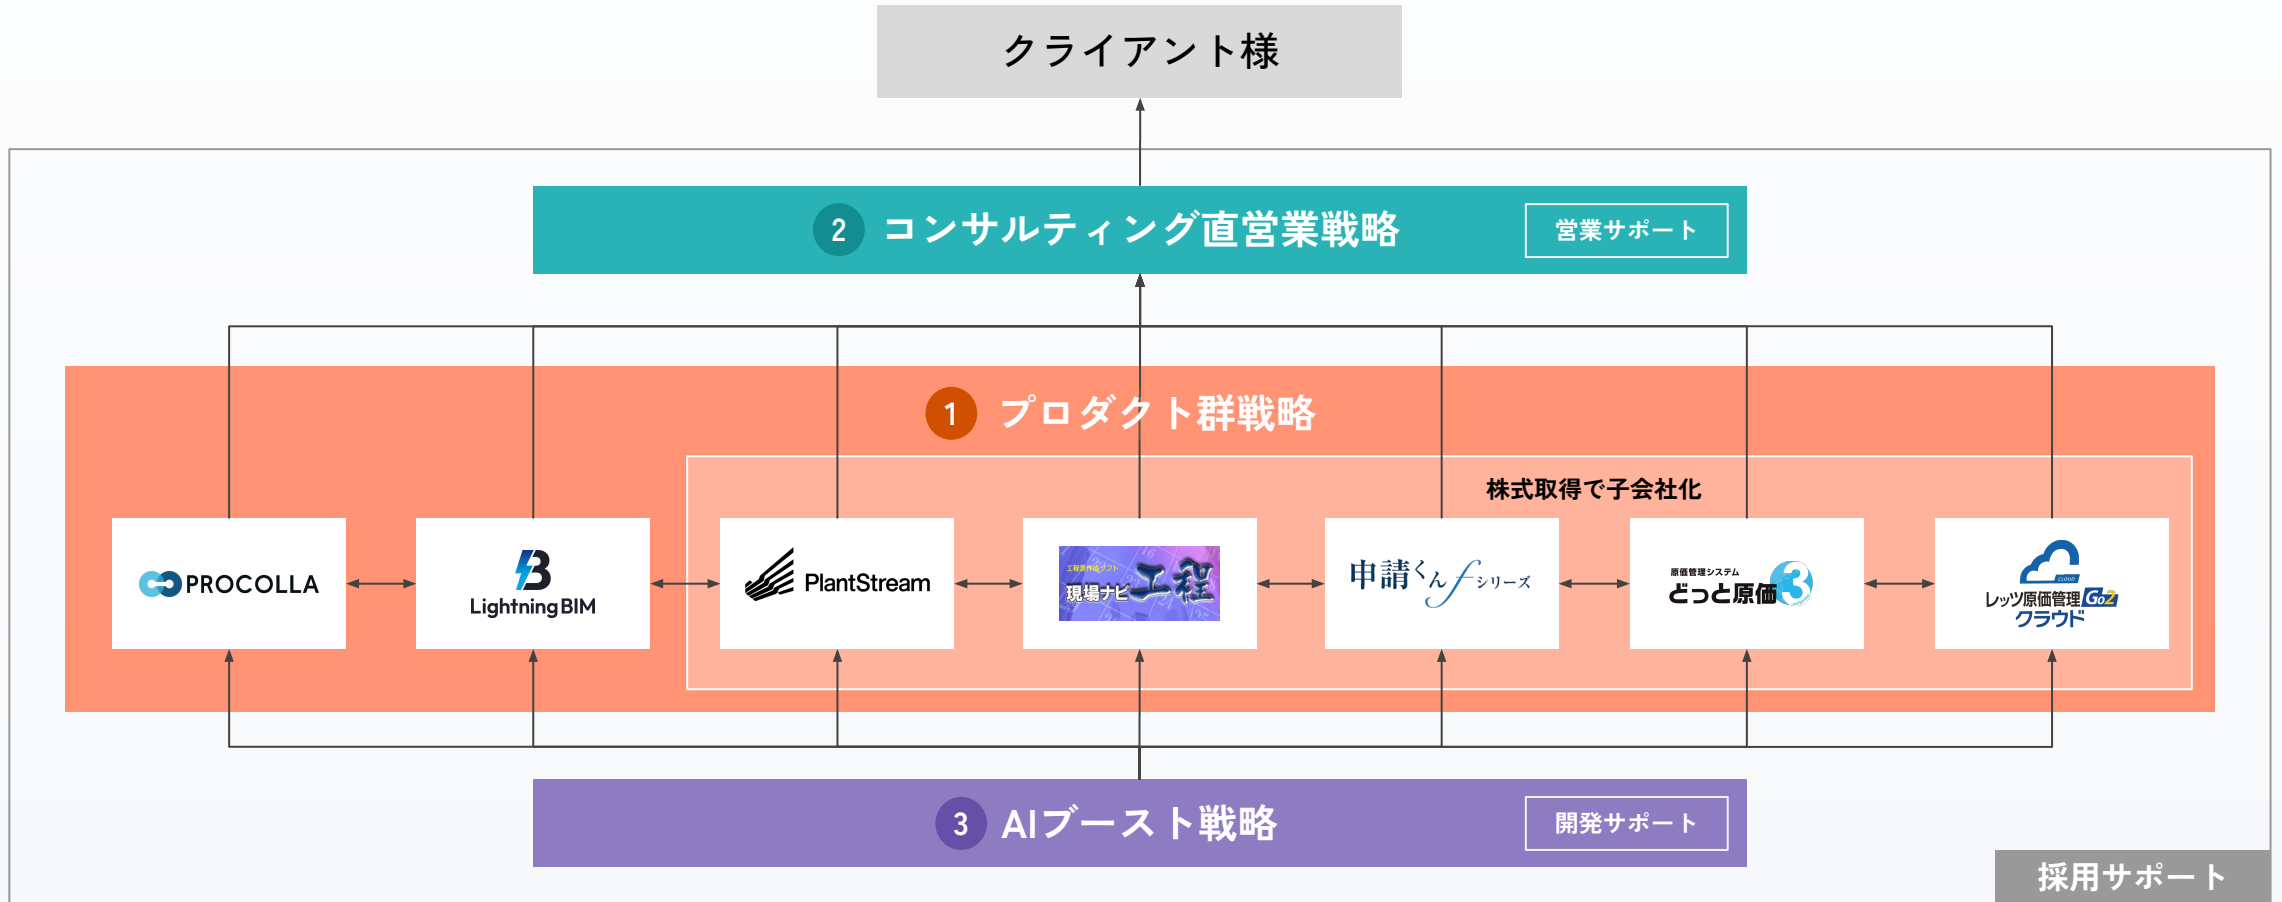 クライアント様
2 コンサルティング直営業戦略
営業サポート
1 プロダクト群戦略
株式取得で子会社化
PROCOLLA
LightningBIM
PlantStream
工程表作成ソフト
現場ナビ工程
申請くんfシリーズ
原価管理システム
どっと原価3
CLOUD
レッツ原価管理Go2
クラウド
3 AIブースト戦略
開発サポート
採用サポート